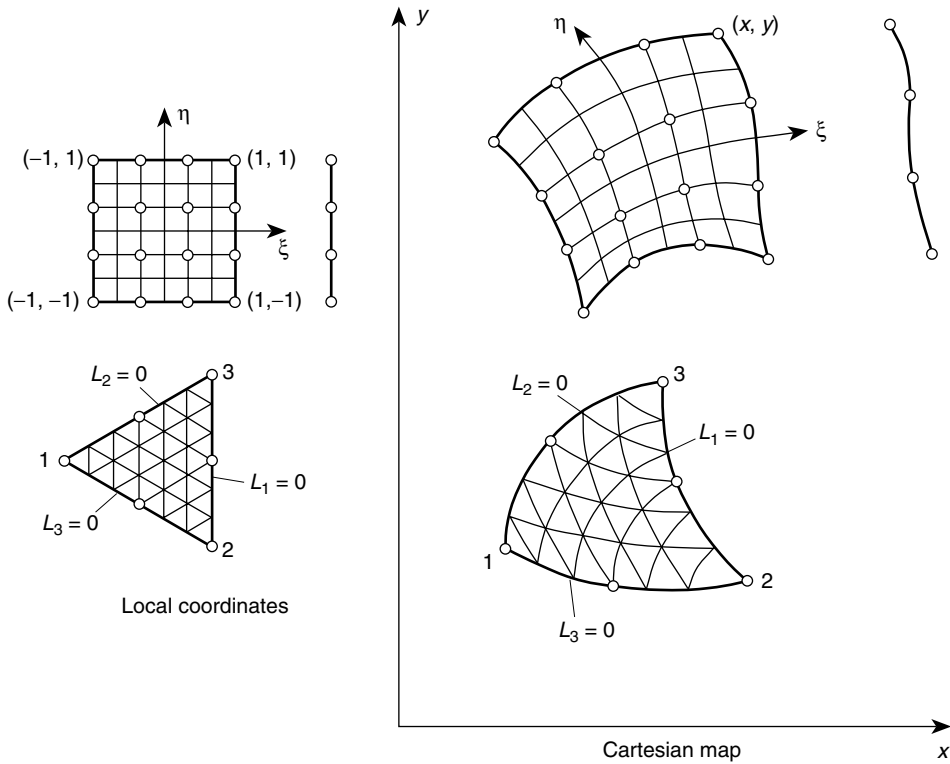 η
(−1, 1)
(1, 1)
ξ
(−1, −1)
(1,−1)
L2 = 0
3
1
L1 = 0
L3 = 0
2
Local coordinates
y
η
(x, y)
ξ
L2 = 0
3
L1 = 0
1
2
L3 = 0
Cartesian map
x